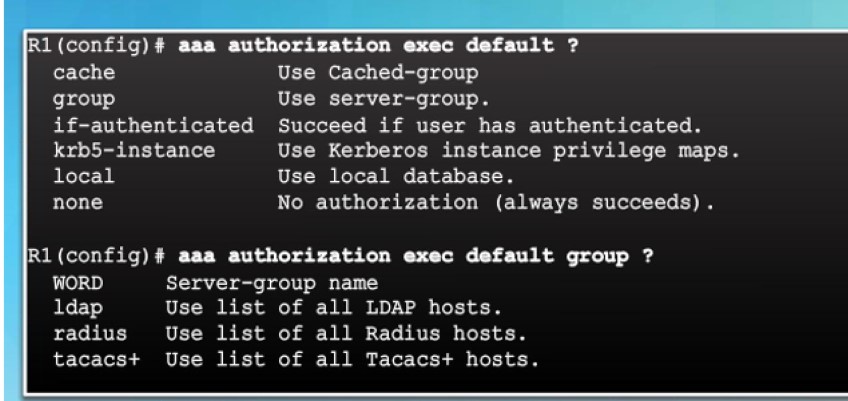 R1(config)# aaa authorization exec default ?
cache Use Cached-group
group Use server-group.
if-authenticated Succeed if user has authenticated.
krb5-instance Use Kerberos instance privilege maps.
local Use local database.
none No authorization (always succeeds).
R1(config)# aaa authorization exec default group ?
WORD Server-group name
ldap Use list of all LDAP hosts.
radius Use list of all Radius hosts.
tacacs+ Use list of all Tacacs+ hosts.